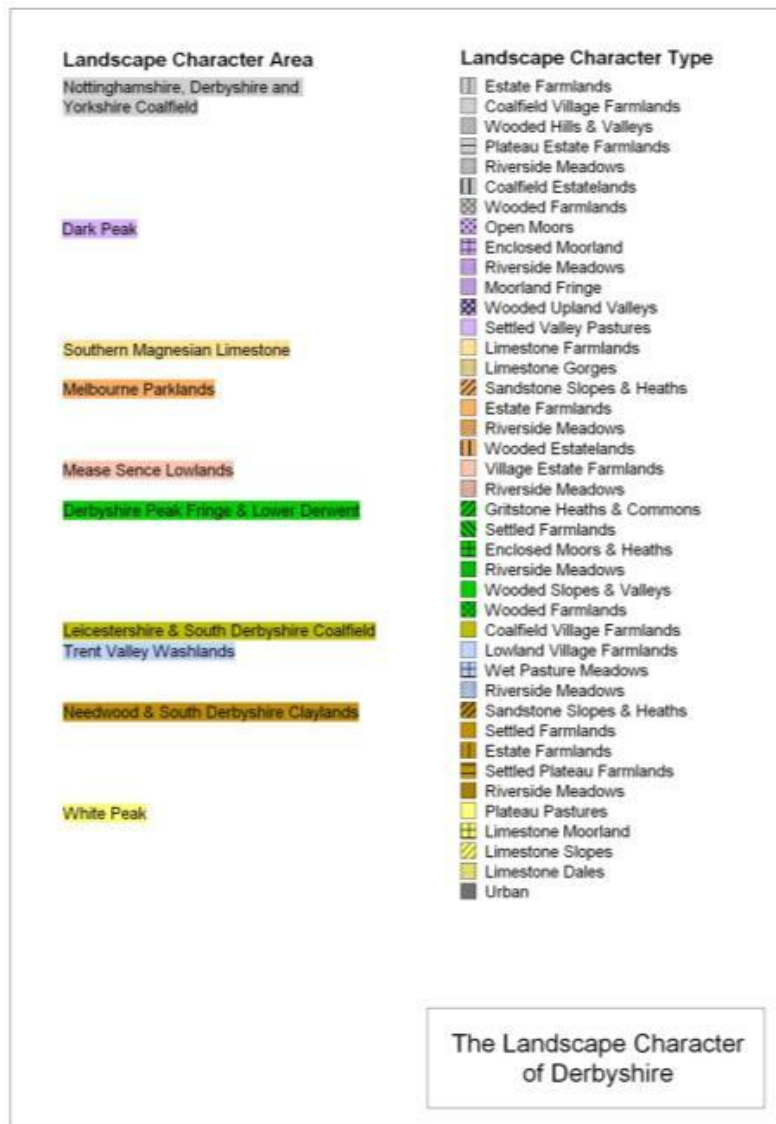 Landscape Character Area
Nottinghamshire, Derbyshire and
Yorkshire Coalfield
Dark Peak
Southern Magnesian Limestone
Melbourne Parklands
Mease Sence Lowlands
Derbyshire Peak Fringe & Lower Derwent
Leicestershire & South Derbyshire Coalfield
Trent Valley Washlands
Needwood & South Derbyshire Claylands
White Peak
Landscape Character Type
Estate Farmlands
Coalfield Village Farmlands
Wooded Hills & Valleys
Plateau Estate Farmlands
Riverside Meadows
Coalfield Estatelands
Wooded Farmlands
Open Moors
Enclosed Moorland
Riverside Meadows
Moorland Fringe
Wooded Upland Valleys
Settled Valley Pastures
Limestone Farmlands
Limestone Gorges
Sandstone Slopes & Heaths
Estate Farmlands
Riverside Meadows
Wooded Estatelands
Village Estate Farmlands
Riverside Meadows
Gritstone Heaths & Commons
Settled Farmlands
Enclosed Moors & Heaths
Riverside Meadows
Wooded Slopes & Valleys
Wooded Farmlands
Coalfield Village Farmlands
Lowland Village Farmlands
Wet Pasture Meadows
Riverside Meadows
Sandstone Slopes & Heaths
Settled Farmlands
Estate Farmlands
Settled Plateau Farmlands
Riverside Meadows
Plateau Pastures
Limestone Moorland
Limestone Slopes
Limestone Dales
Urban
The Landscape Character
of Derbyshire